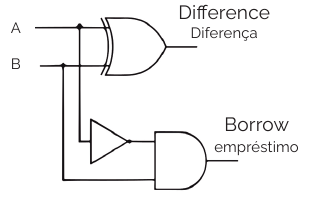 Difference
Diferença
A
B
Borrow
empréstimo